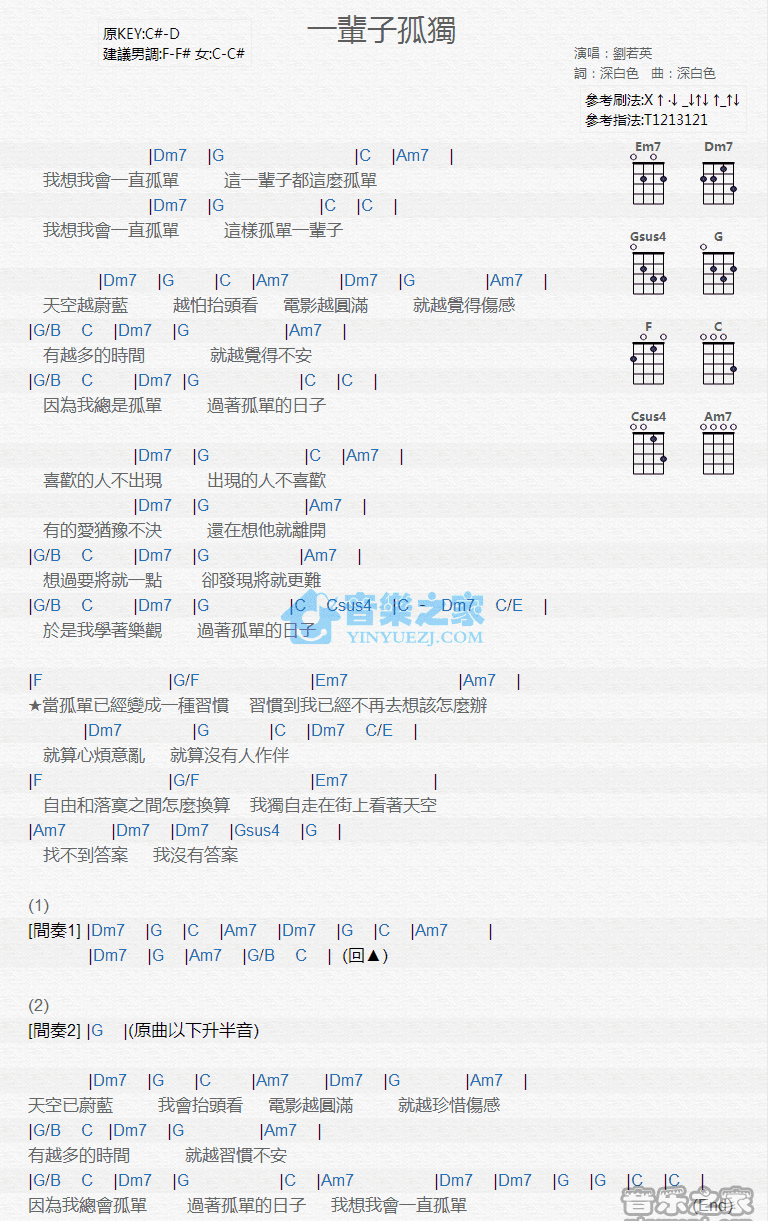 一輩子孤獨
原KEY:C#-D
建議男調:F-F# 女:C-C#
演唱：劉若英
詞：深白色 曲：深白色
參考刷法:X↑·↓_↓↑↓↑_↑↓
參考指法:T1213121
Em7 Dm7
Gsus4 G
F C
Csus4 Am7
|Dm7 |G |C |Am7 |
我想我會一直孤單 這一輩子都這麼孤單
|Dm7 |G |C |C |
我想我會一直孤單 這樣孤單一輩子
|Dm7 |G |C |Am7 |Dm7 |G |Am7 |
天空越蔚藍 越怕抬頭看 電影越圓滿 就越覺得傷感
|G/B C |Dm7 |G |Am7 |
有越多的時間 就越覺得不安
|G/B C |Dm7 |G |C |C |
因為我總是孤單 過著孤單的日子
|Dm7 |G |C |Am7 |
喜歡的人不出現 出現的人不喜歡
|Dm7 |G |Am7 |
有的愛猶豫不決 還在想他就離開
|G/B C |Dm7 |G |Am7 |
想過要將就一點 卻發現將就更難
|G/B C |Dm7 |G |C Csus4 |C - Dm7 C/E |
於是我學著樂觀 過著孤單的日子
音樂之家
YINYUEZJ.COM
|F |G/F |Em7 |Am7 |
★當孤單已經變成一種習慣 習慣到我已經不再去想該怎麼辦
|Dm7 |G |C |Dm7 C/E |
就算心煩意亂 就算沒有人作伴
|F |G/F |Em7 |
自由和落寞之間怎麼換算 我獨自走在街上看著天空
|Am7 |Dm7 |Dm7 |Gsus4 |G |
找不到答案 我沒有答案
(1)
[間奏1] |Dm7 |G |C |Am7 |Dm7 |G |C |Am7 |
|Dm7 |G |Am7 |G/B C | (回▲)
(2)
[間奏2] |G |(原曲以下升半音)
|Dm7 |G |C |Am7 |Dm7 |G |Am7 |
天空已蔚藍 我會抬頭看 電影越圓滿 就越珍惜傷感
|G/B C |Dm7 |G |Am7 |
有越多的時間 就越習慣不安
|G/B C |Dm7 |G |C |Am7 |Dm7 |Dm7 |G |G |C |C |
因為我總會孤單 過著孤單的日子 我想我會一直孤單 (End)
音乐之家